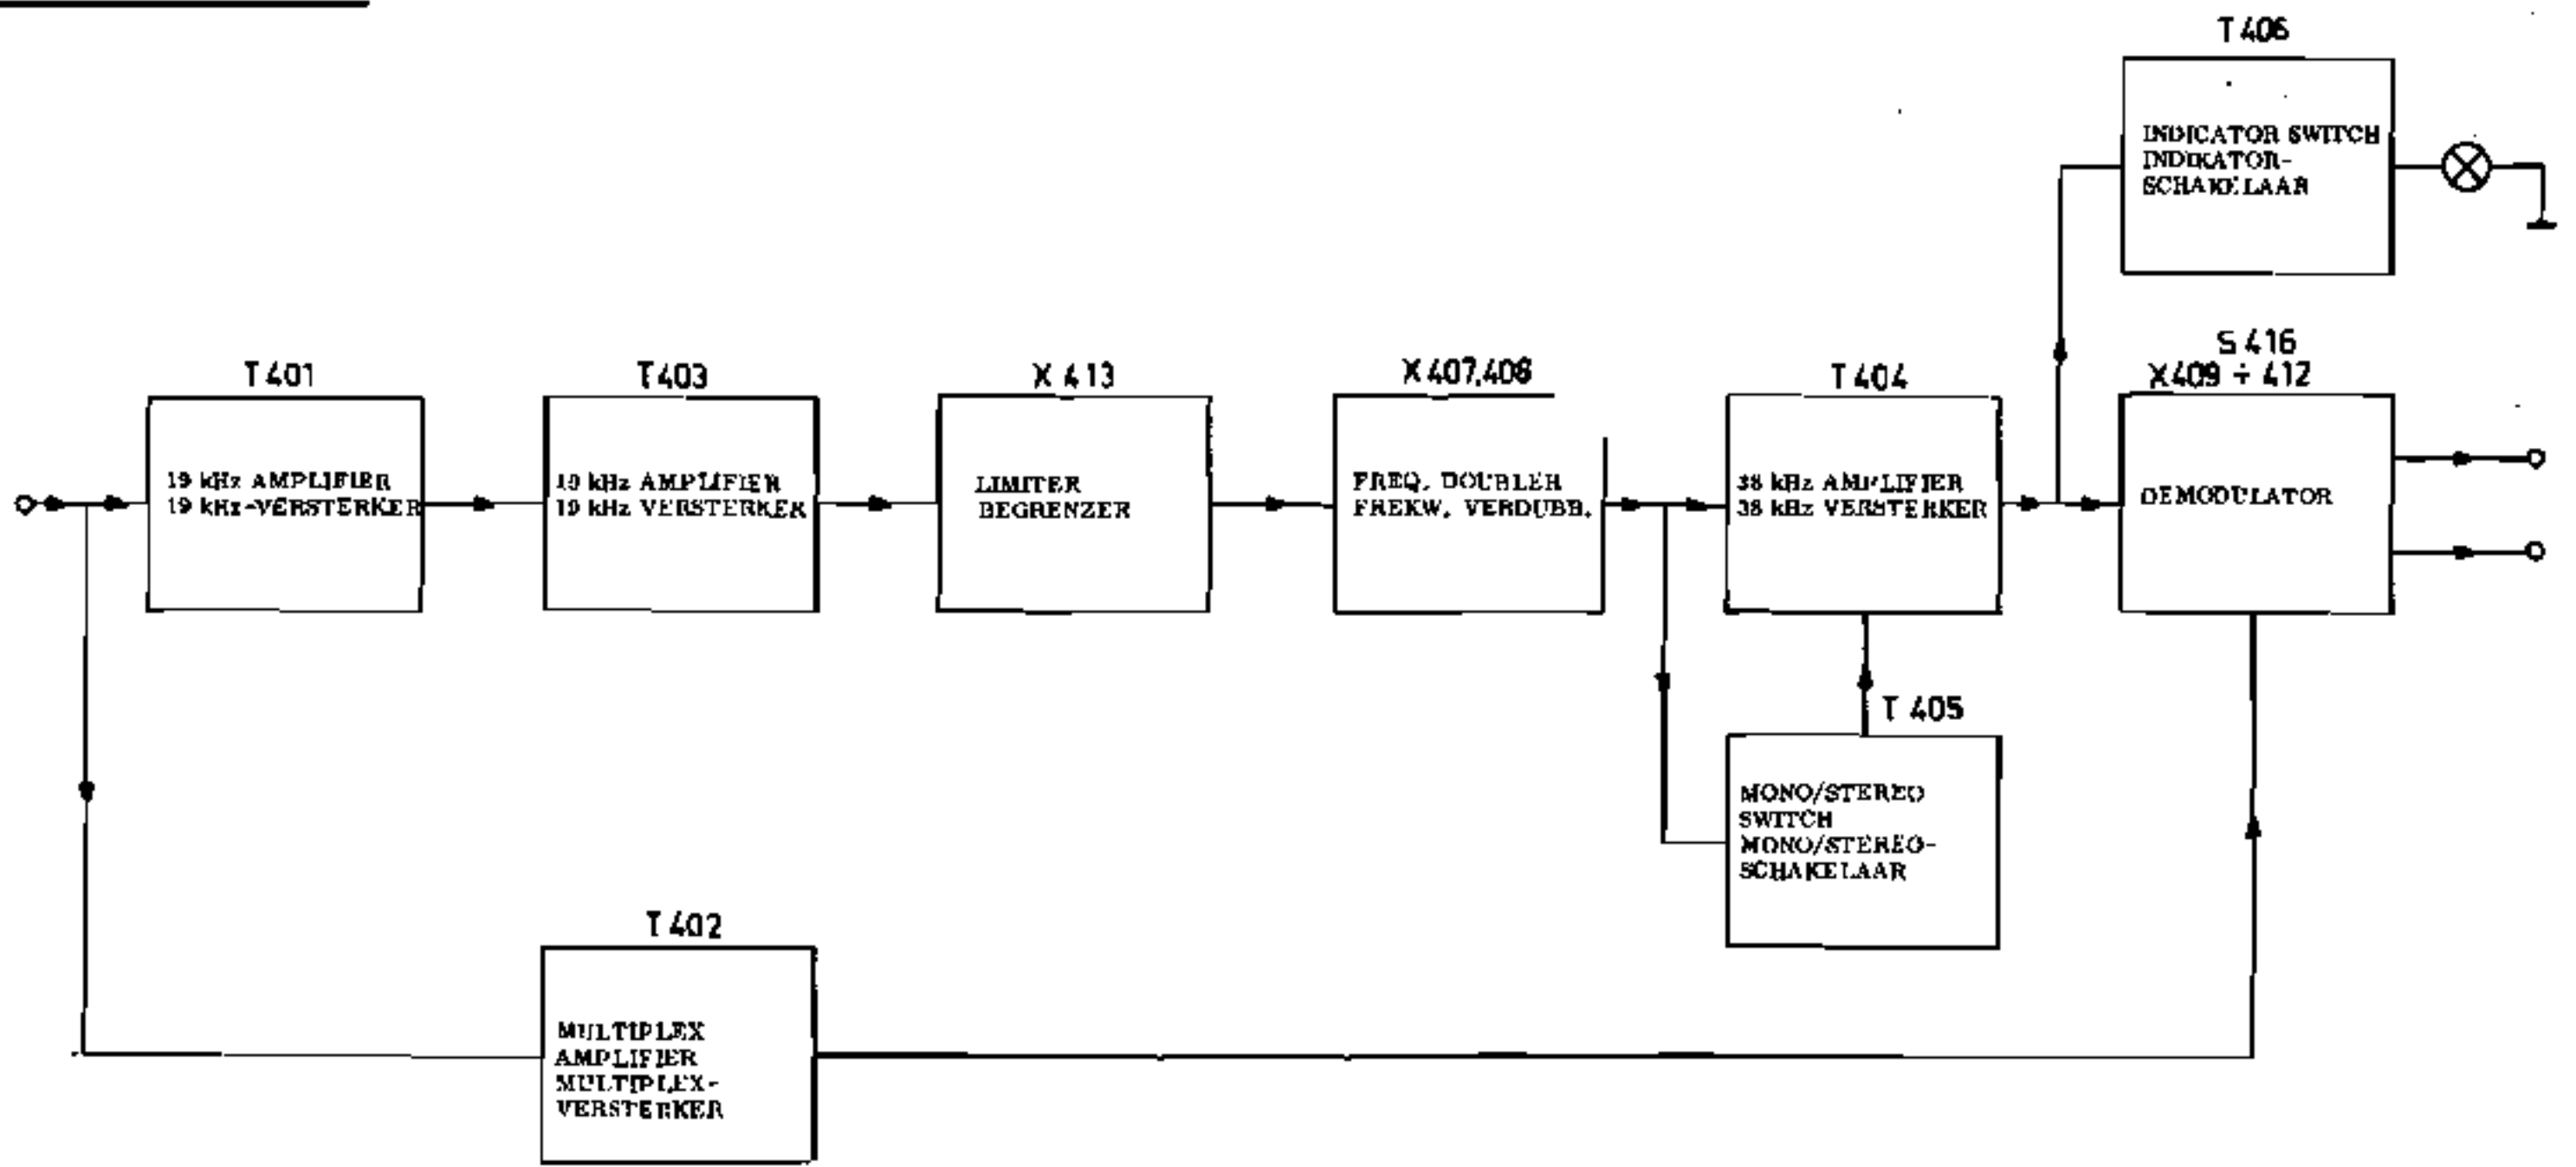 T 406
INDICATOR SWITCH
INDIKATOR-
SCHAKELAAR
T 401
19 kHz AMPLIFIER
19 kHz-VERSTERKER
T 403
19 kHz AMPLIFIER
19 kHz VERSTERKER
X 413
LIMITER
BEGRENZER
X 407,408
FREQ. DOUBLER
FREKW. VERDUBB.
T 404
38 kHz AMPLIFIER
38 kHz VERSTERKER
S 416
X409 ÷ 412
DEMODULATOR
T 405
MONO/STEREO
SWITCH
MONO/STEREO-
SCHAKELAAR
T 402
MULTIPLEX
AMPLIFIER
MULTIPLEX-
VERSTERKER